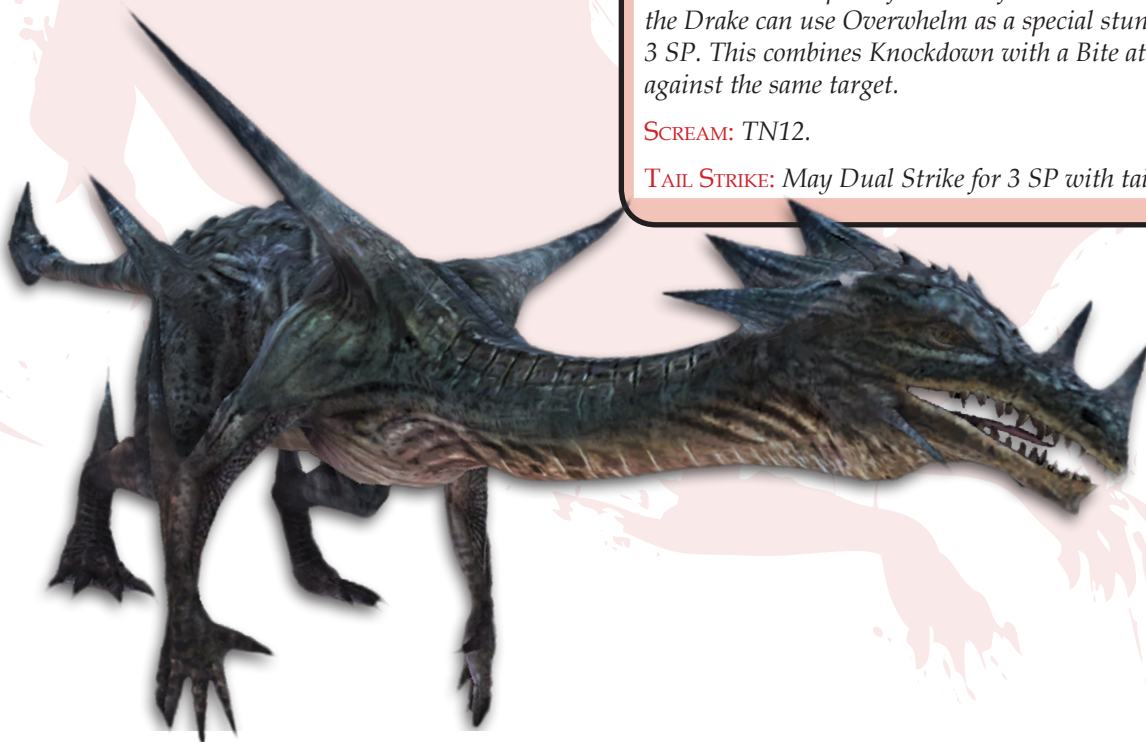 the Drake can use Overwhelm as a special stun
3 SP. This combines Knockdown with a Bite at
against the same target.
SCREAM: TN12.
TAIL STRIKE: May Dual Strike for 3 SP with tai